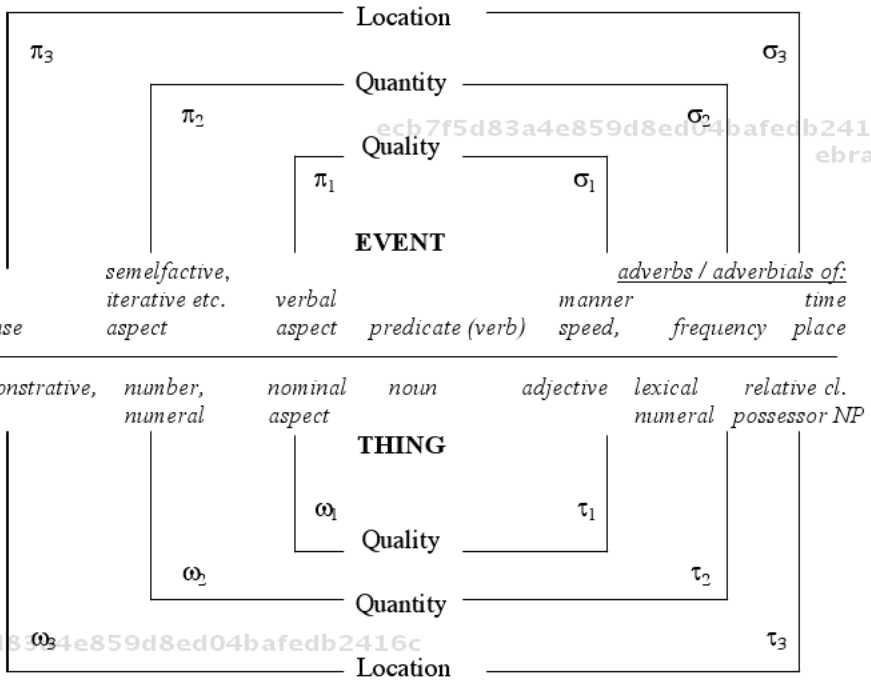 Location
π3 σ3
Quantity
π2 σ2
ecb7f5d83a4e859d8ed04bafedb241
Quality
ebra
π1 σ1
EVENT
semelfactive, adverbs / adverbials of:
iterative etc. verbal manner time
aspect aspect predicate (verb) speed, frequency place
number, nominal noun adjective lexical relative cl.
numeral aspect numeral possessor NP
THING
ω1 τ1
Quality
ω2 τ2
Quantity
ω3 τ3
Location